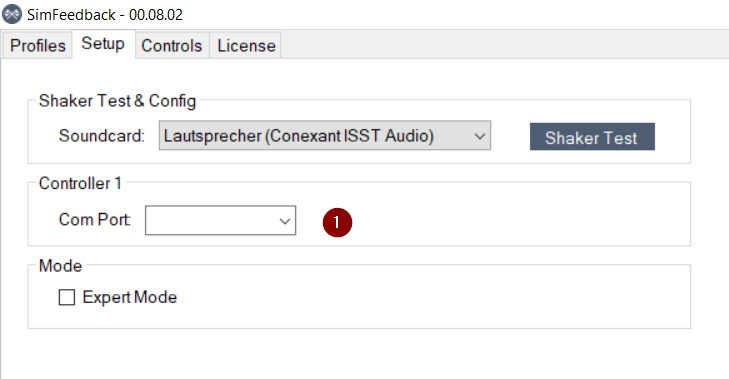 SimFeedback - 00.08.02
Profiles Setup Controls License
Shaker Test & Config
Soundcard: Lautsprecher (Conexant ISST Audio) Shaker Test
Controller 1
Com Port: 1
Mode
Expert Mode